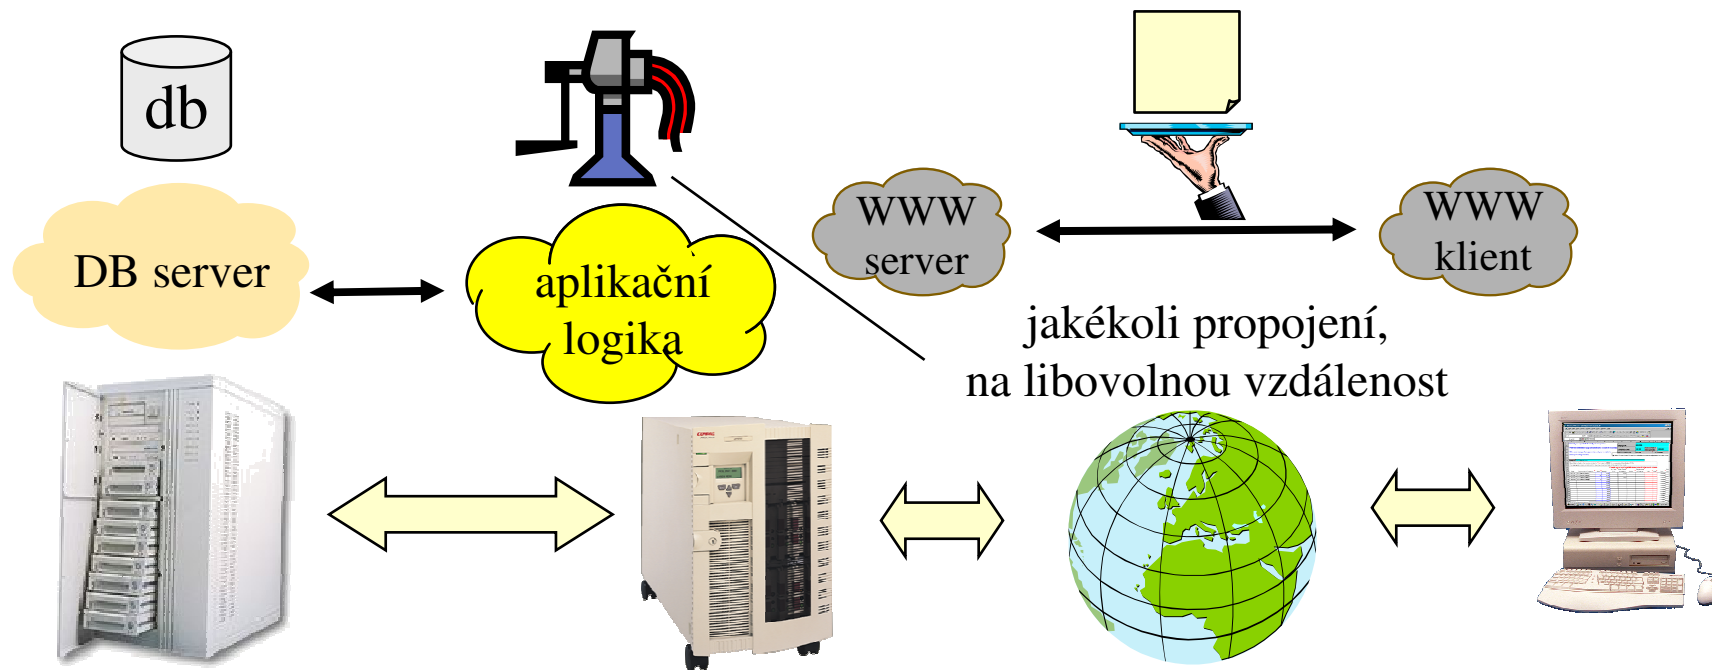 db
DB server
aplikační
logika
WWW
server
WWW
klient
jakékoli propojení,
na libovolnou vzdálenost